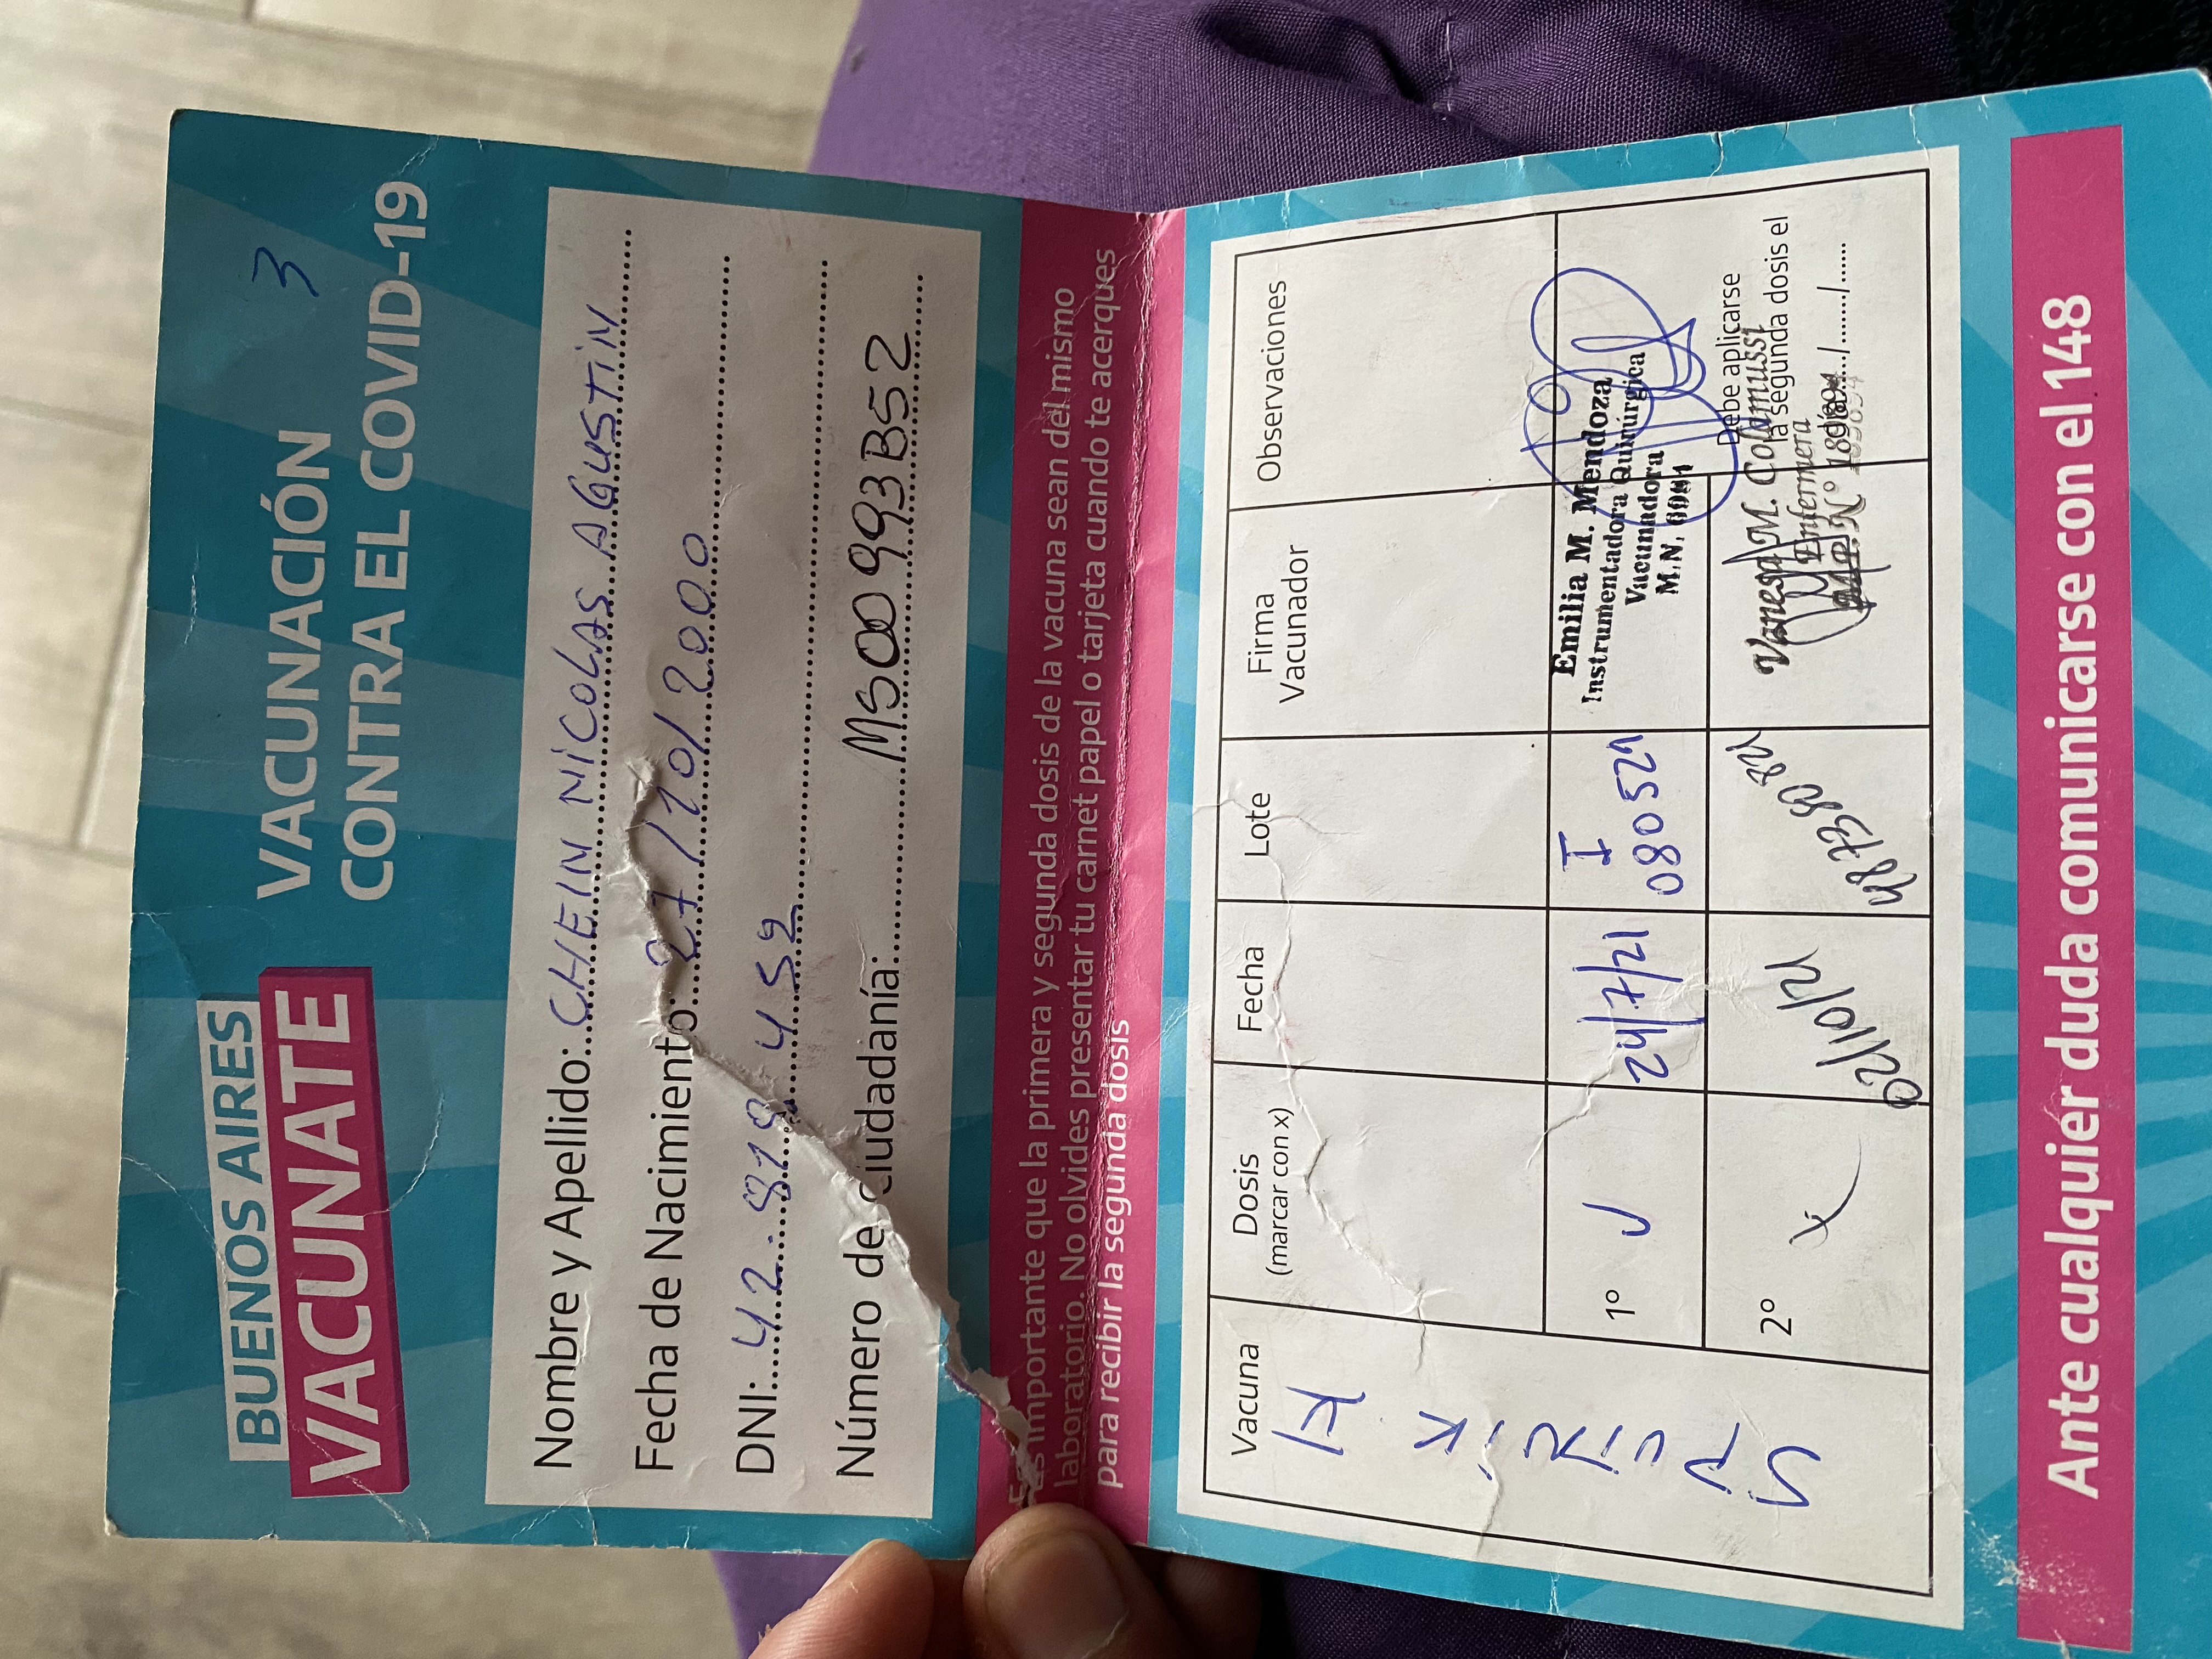 BUENOS AIRES
VACUNATE
VACUNACIÓN
CONTRA EL COVID-19
3
Nombre y Apellido: CHEIN NICOLAS AGUSTIN
Fecha de Nacimiento: 27/10/2000
DNI: 42.819.452
Número de ciudadanía: MS00993B52
Es importante que la primera y segunda dosis de la vacuna sean del mismo
laboratorio. No olvides presentar tu carnet papel o tarjeta cuando te acerques
para recibir la segunda dosis
Vacuna Dosis Fecha Lote Firma Observaciones
(marcar con x) Vacunador
SPUTNIK
1º ✓ 24/7/21 I 080521
Emilia M. Mendoza
Instrumentadora Quirúrgica
Vacunadora
M.N.
2º x 02/10/21
Vanesa M.
Enfermera
Debe aplicarse
la segunda dosis el
...../....../.....
Ante cualquier duda comunicarse con el 148